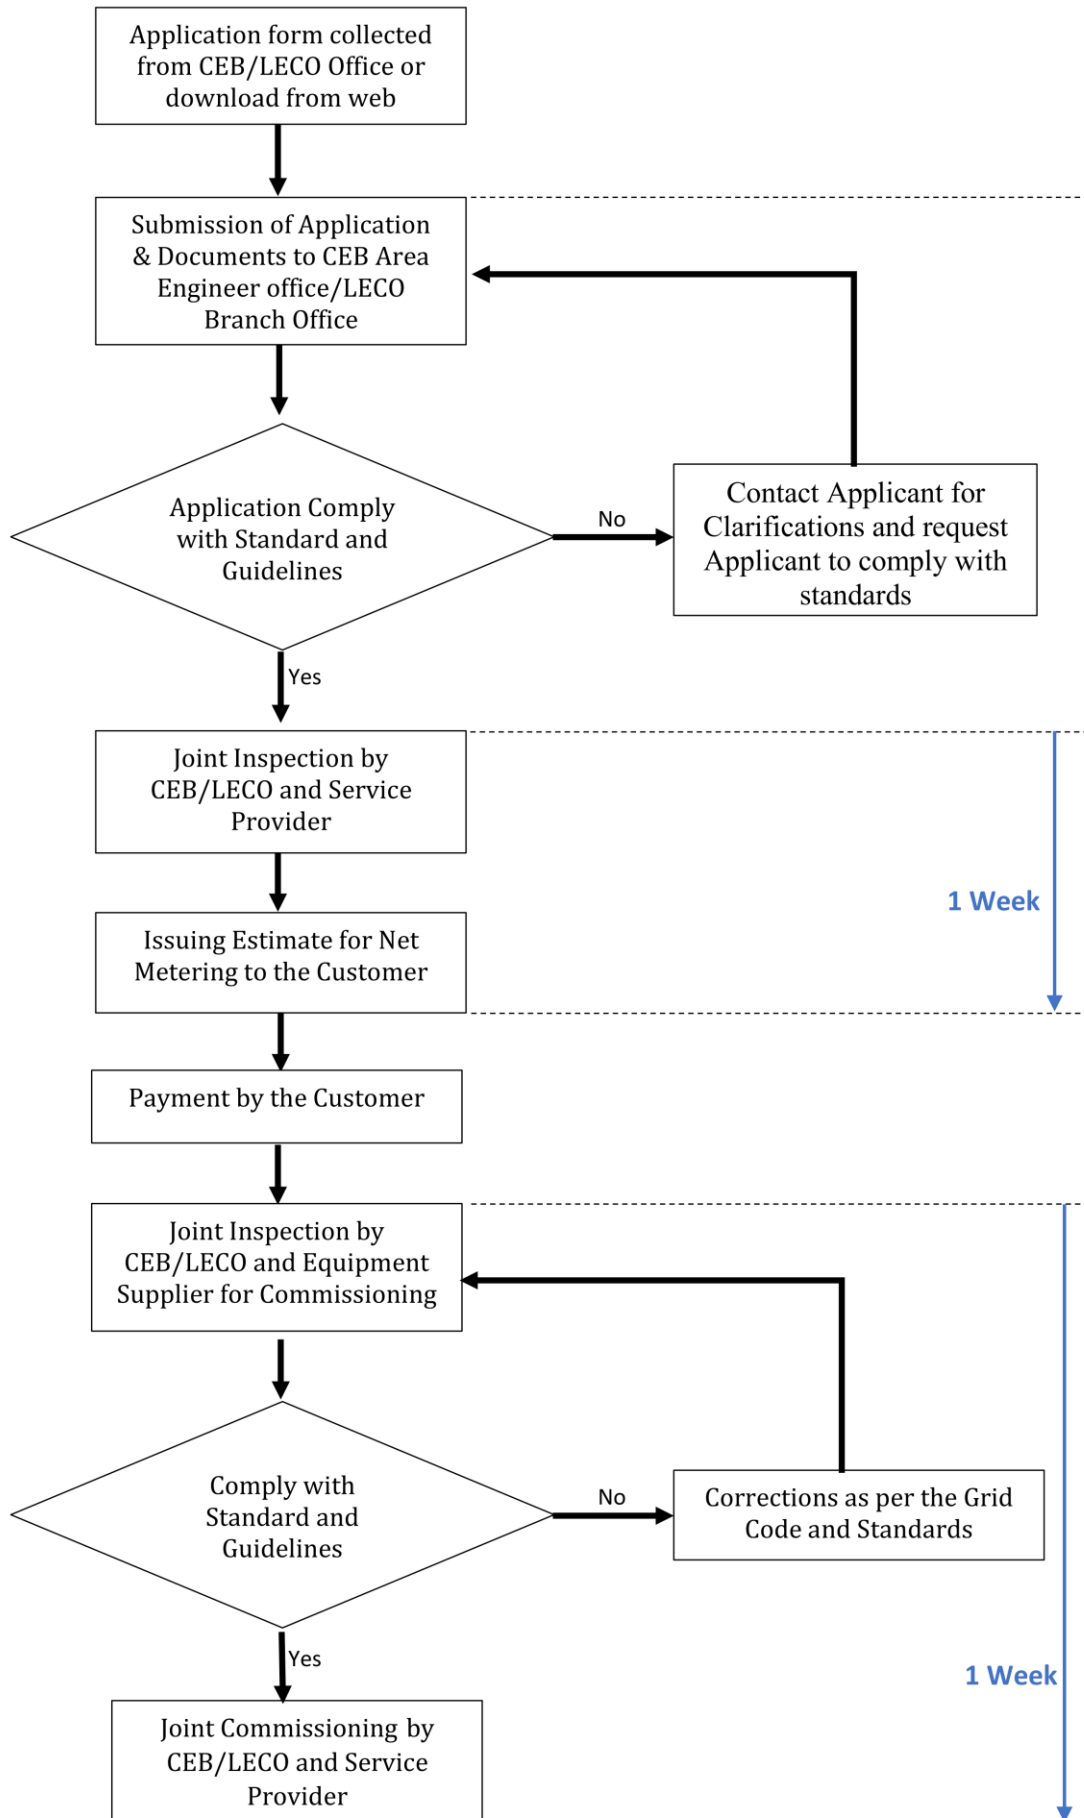 Application form collected
from CEB/LECO Office or
download from web
Submission of Application
& Documents to CEB Area
Engineer office/LECO
Branch Office
Application Comply
with Standard and
Guidelines
No
Contact Applicant for
Clarifications and request
Applicant to comply with
standards
Yes
Joint Inspection by
CEB/LECO and Service
Provider
1 Week
Issuing Estimate for Net
Metering to the Customer
Payment by the Customer
Joint Inspection by
CEB/LECO and Equipment
Supplier for Commissioning
Comply with
Standard and
Guidelines
No
Corrections as per the Grid
Code and Standards
Yes
1 Week
Joint Commissioning by
CEB/LECO and Service
Provider